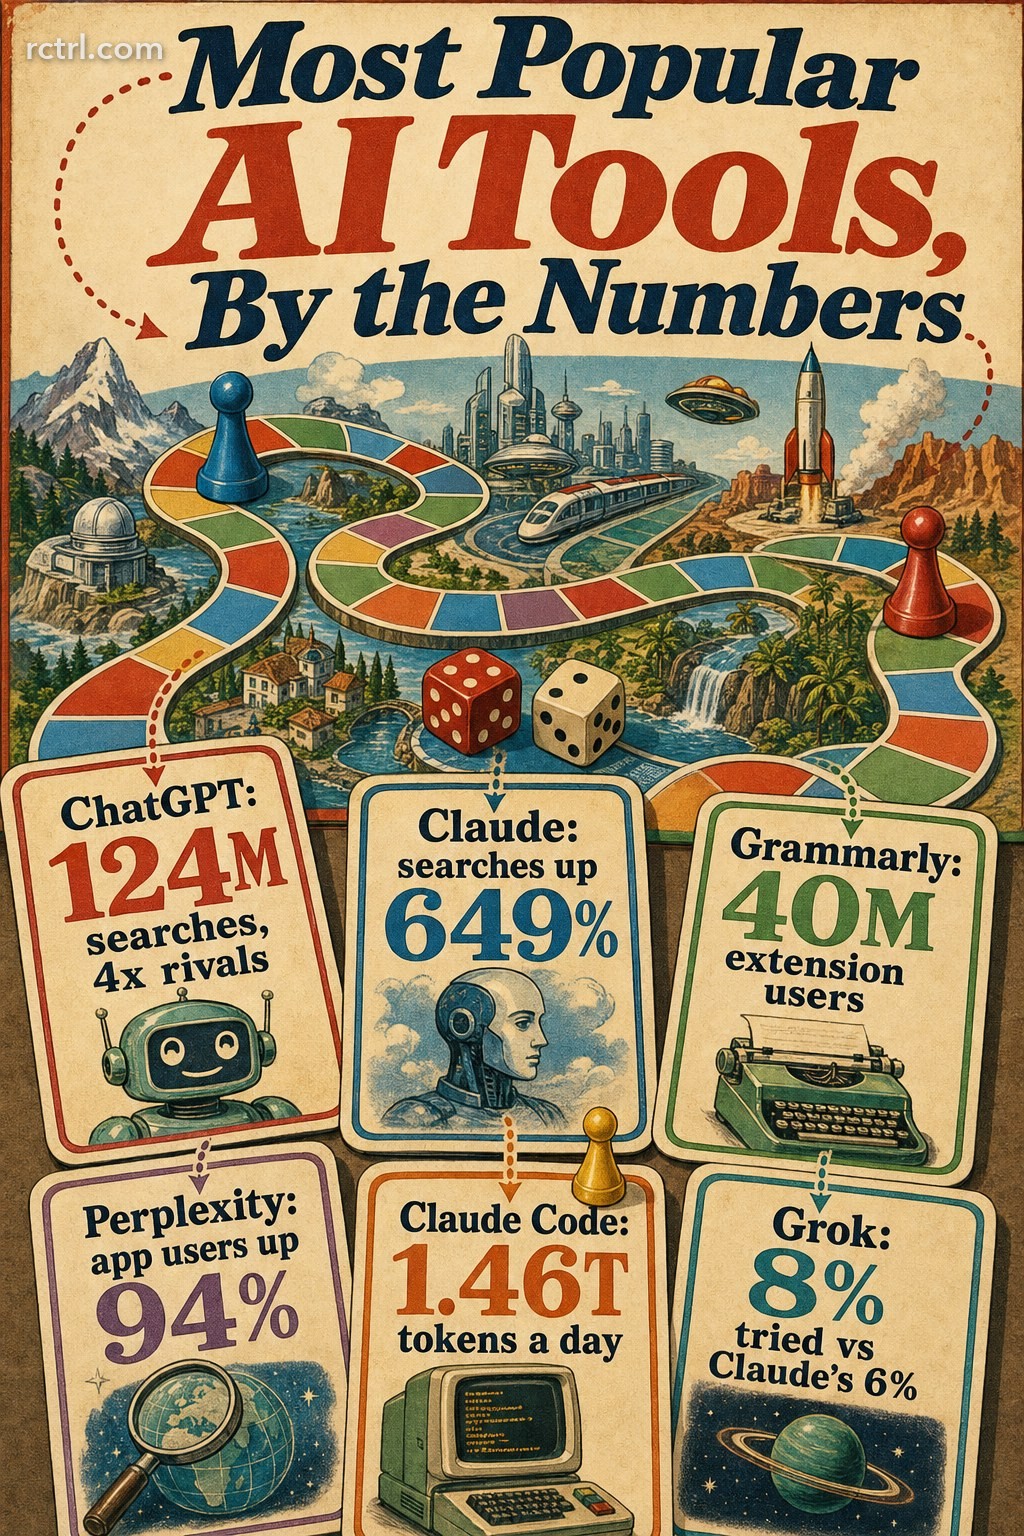 rctrl.com
Most Popular
AI Tools,
By the Numbers
ChatGPT:
124M
searches,
4x rivals
Claude:
searches up
649%
Grammarly:
40M
extension
users
Perplexity:
app users up
94%
Claude Code:
1.46T
tokens a day
Grok:
8%
tried vs
Claude's 6%